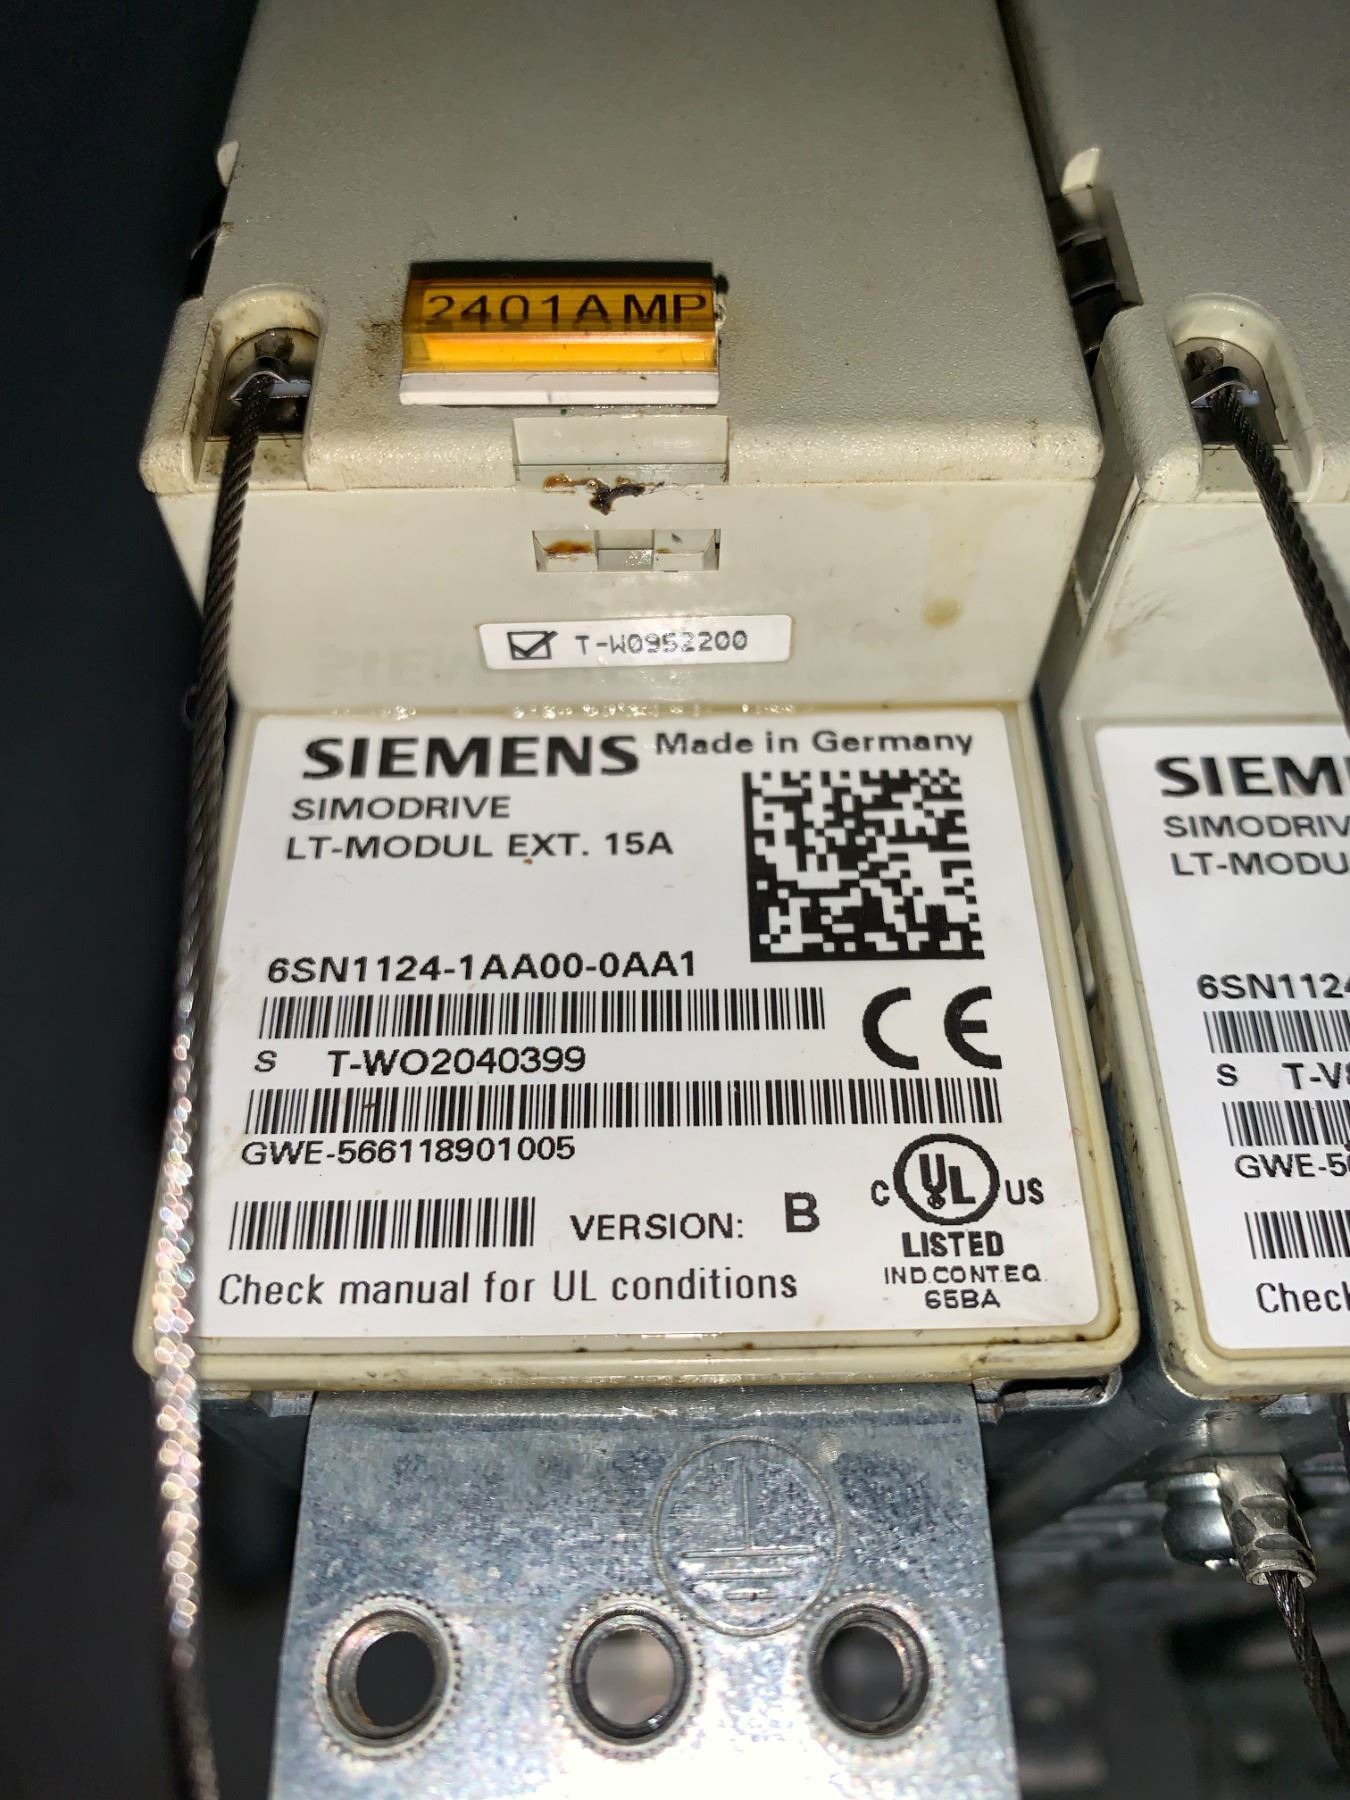 2401AMP
T-W0952200
SIEMENS Made in Germany
SIMODRIVE
LT-MODUL EXT. 15A
6SN1124-1AA00-0AA1
S T-WO2040399
GWE-566118901005
VERSION: B
C UL US
LISTED
IND.CONT.EQ.
65BA
Check manual for UL conditions
SIEM
SIMODRIV
LT-MODU
6SN1124
S T-V
GWE-5
Check